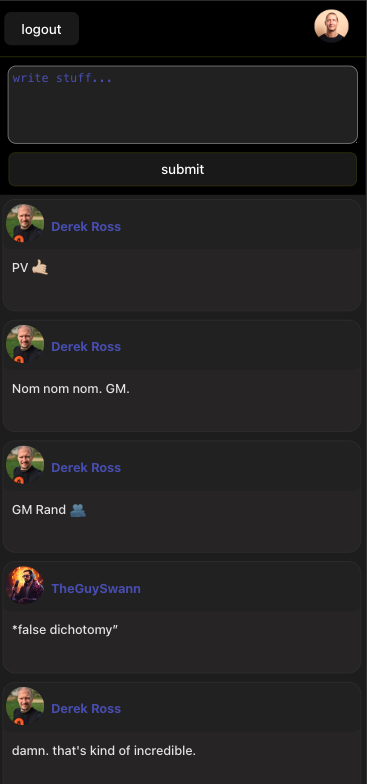 logout
write stuff...
submit
Derek Ross
PV 🤙🏼
Derek Ross
Nom nom nom. GM.
Derek Ross
GM Rand 🫂
TheGuySwann
*false dichotomy”
Derek Ross
damn. that's kind of incredible.